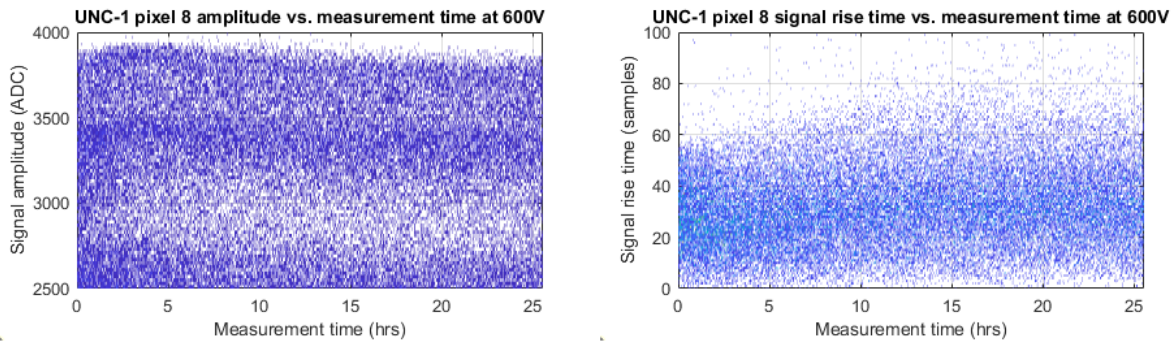 UNC-1 pixel 8 amplitude vs. measurement time at 600V
4000
3500
3000
2500
Signal amplitude (ADC)
0 5 10 15 20 25
Measurement time (hrs)
UNC-1 pixel 8 signal rise time vs. measurement time at 600V
100
80
60
40
20
0
Signal rise time (samples)
0 5 10 15 20 25
Measurement time (hrs)